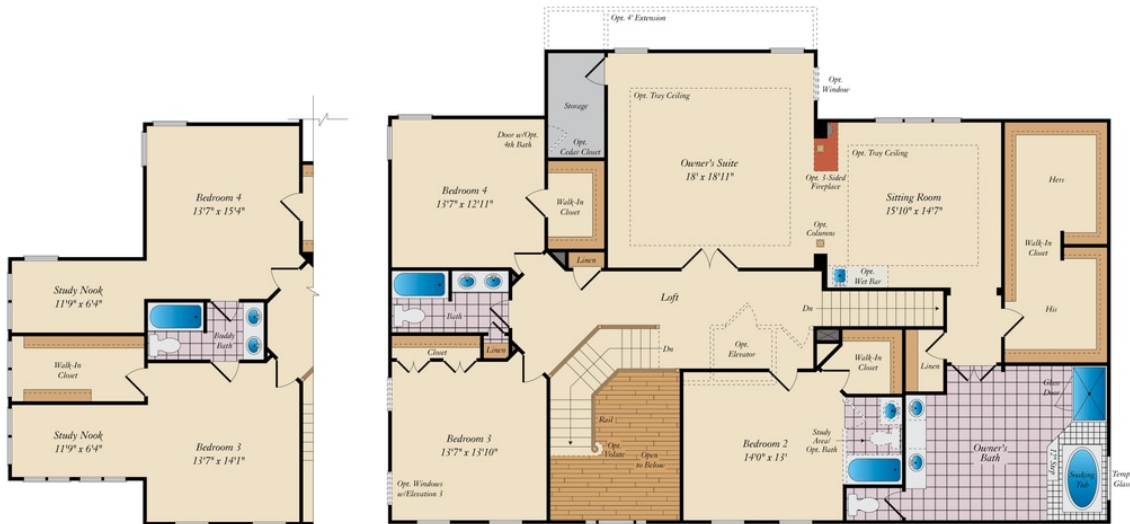 Bedroom 4
13'7" x 15'4"
Study Nook
11'9" x 6'4"
Buddy
Bath
Walk-In
Closet
Study Nook
11'9" x 6'4"
Bedroom 3
13'7" x 14'1"
Opt. 4' Extension
Storage
Opt.
Cedar Closet
Opt. Tray Ceiling
Opt.
Window
Owner's Suite
18' x 18'11"
Door w/Opt.
4th Bath
Bedroom 4
13'7" x 12'11"
Walk-In
Closet
Opt. 3-Sided
Fireplace
Opt. Tray Ceiling
Sitting Room
15'10" x 14'7"
Opt.
Columns
Opt.
Wet Bar
Hers
Walk-In
Closet
His
Linen
Bath
Loft
Dn
Closet
Linen
Dn
Opt.
Elevator
Walk-In
Closet
Linen
Bedroom 3
13'7" x 13'10"
Opt. Windows
w/Elevation 3
Rail
Opt.
Volute
Open
to Below
Bedroom 2
14'0" x 13'
Study
Area/
Opt. Bath
Owner's
Bath
Glass
Door
12" Step
Soaking
Tub
Temp
Glass